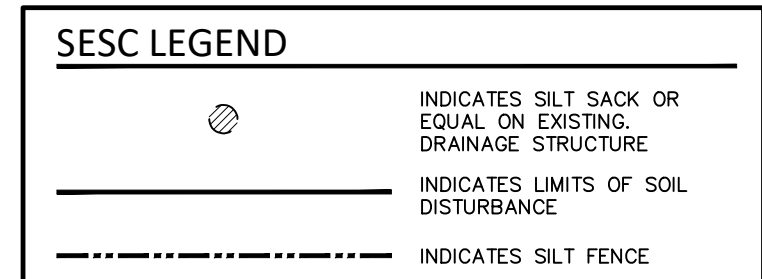 SESC LEGEND
INDICATES SILT SACK OR
EQUAL ON EXISTING.
DRAINAGE STRUCTURE
INDICATES LIMITS OF SOIL
DISTURBANCE
INDICATES SILT FENCE